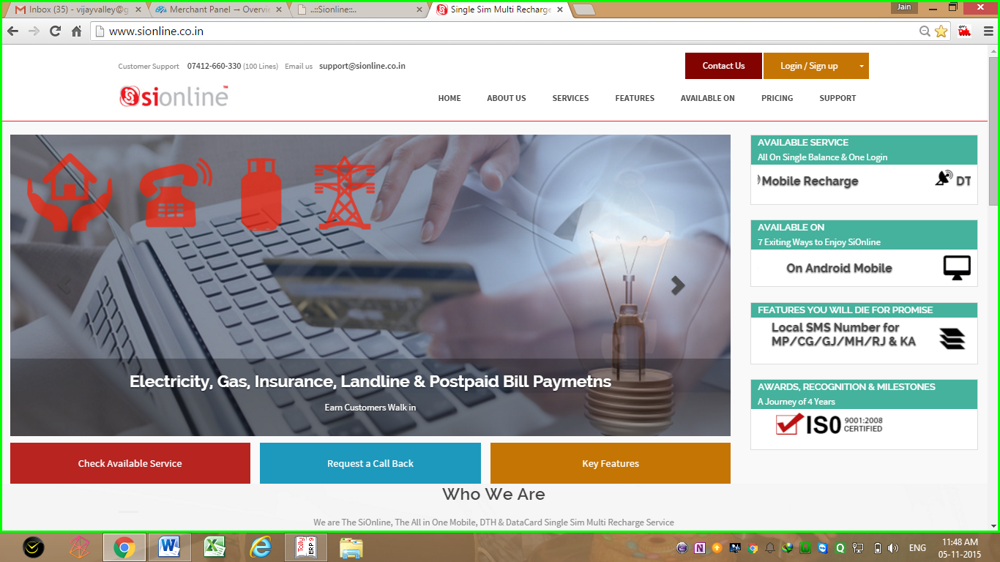 Inbox (35) - vijayvalley@g
Merchant Panel → Overvie
..::Sionline::..
Single Sim Multi Recharge
Jain
www.sionline.co.in
Customer Support 07412-660-330 (100 Lines) Email us support@sionline.co.in
Contact Us
Login / Sign up
sionline™
HOME
ABOUT US
SERVICES
FEATURES
AVAILABLE ON
PRICING
SUPPORT
Electricity, Gas, Insurance, Landline & Postpaid Bill Paymetns
Earn Customers Walk in
Check Available Service
Request a Call Back
Key Features
AVAILABLE SERVICE
All On Single Balance & One Login
Mobile Recharge
DT
AVAILABLE ON
7 Exiting Ways to Enjoy SiOnline
On Android Mobile
FEATURES YOU WILL DIE FOR PROMISE
Local SMS Number for
MP/CG/GJ/MH/RJ & KA
AWARDS, RECOGNITION & MILESTONES
A Journey of 4 Years
ISO 9001:2008
CERTIFIED
Who We Are
We are The SiOnline, The All in One Mobile, DTH & DataCard Single Sim Multi Recharge Service
Tally
ERP 9
ENG
11:48 AM
05-11-2015